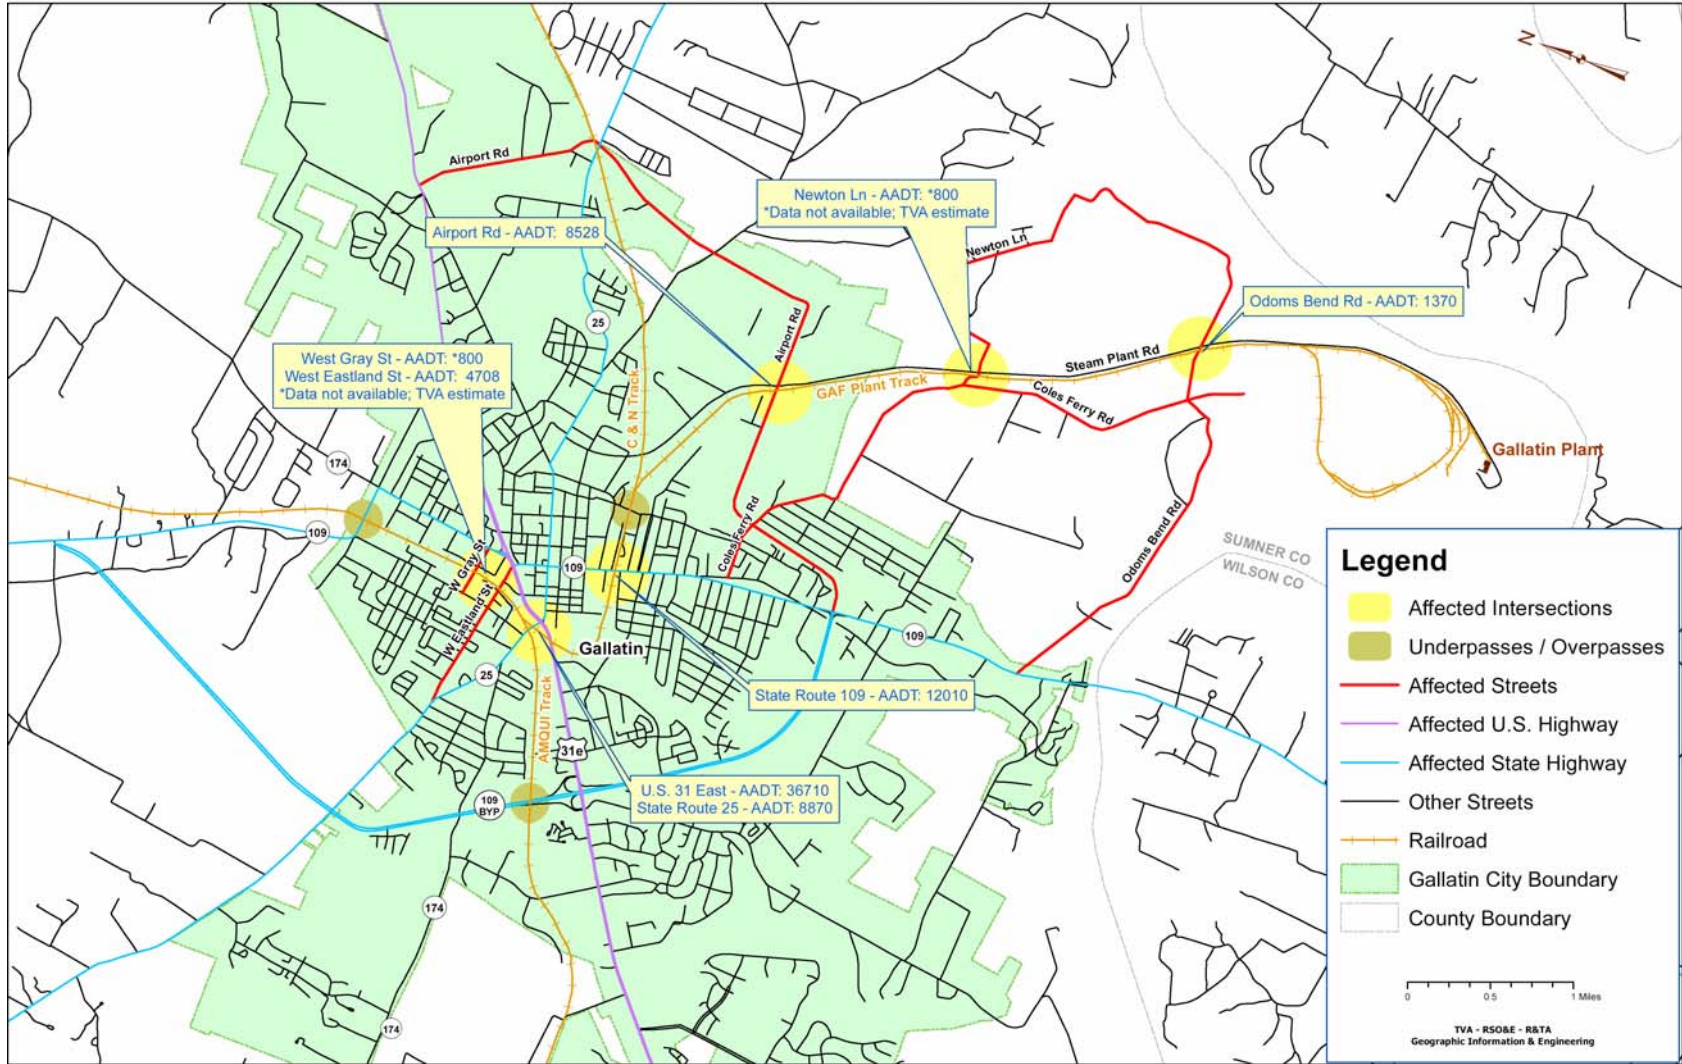 N
Airport Rd
Newton Ln - AADT: *800
*Data not available; TVA estimate
Airport Rd - AADT: 8528
Newton Ln
Odoms Bend Rd - AADT: 1370
25
Airport Rd
West Gray St - AADT: *800
West Eastland St - AADT: 4708
*Data not available; TVA estimate
Steam Plant Rd
GAF Plant Track
Coles Ferry Rd
C & N Track
Gallatin Plant
174
109
W Gray St
109
Coles Ferry Rd
Odoms Bend Rd
SUMNER CO
WILSON CO
W Eastland St
Gallatin
109
25
State Route 109 - AADT: 12010
AMQUI Track
31e
U.S. 31 East - AADT: 36710
State Route 25 - AADT: 8870
109
BYP
174
174
Legend
Affected Intersections
Underpasses / Overpasses
Affected Streets
Affected U.S. Highway
Affected State Highway
Other Streets
Railroad
Gallatin City Boundary
County Boundary
0 0.5 1 Miles
TVA - RSO&E - R&TA
Geographic Information & Engineering